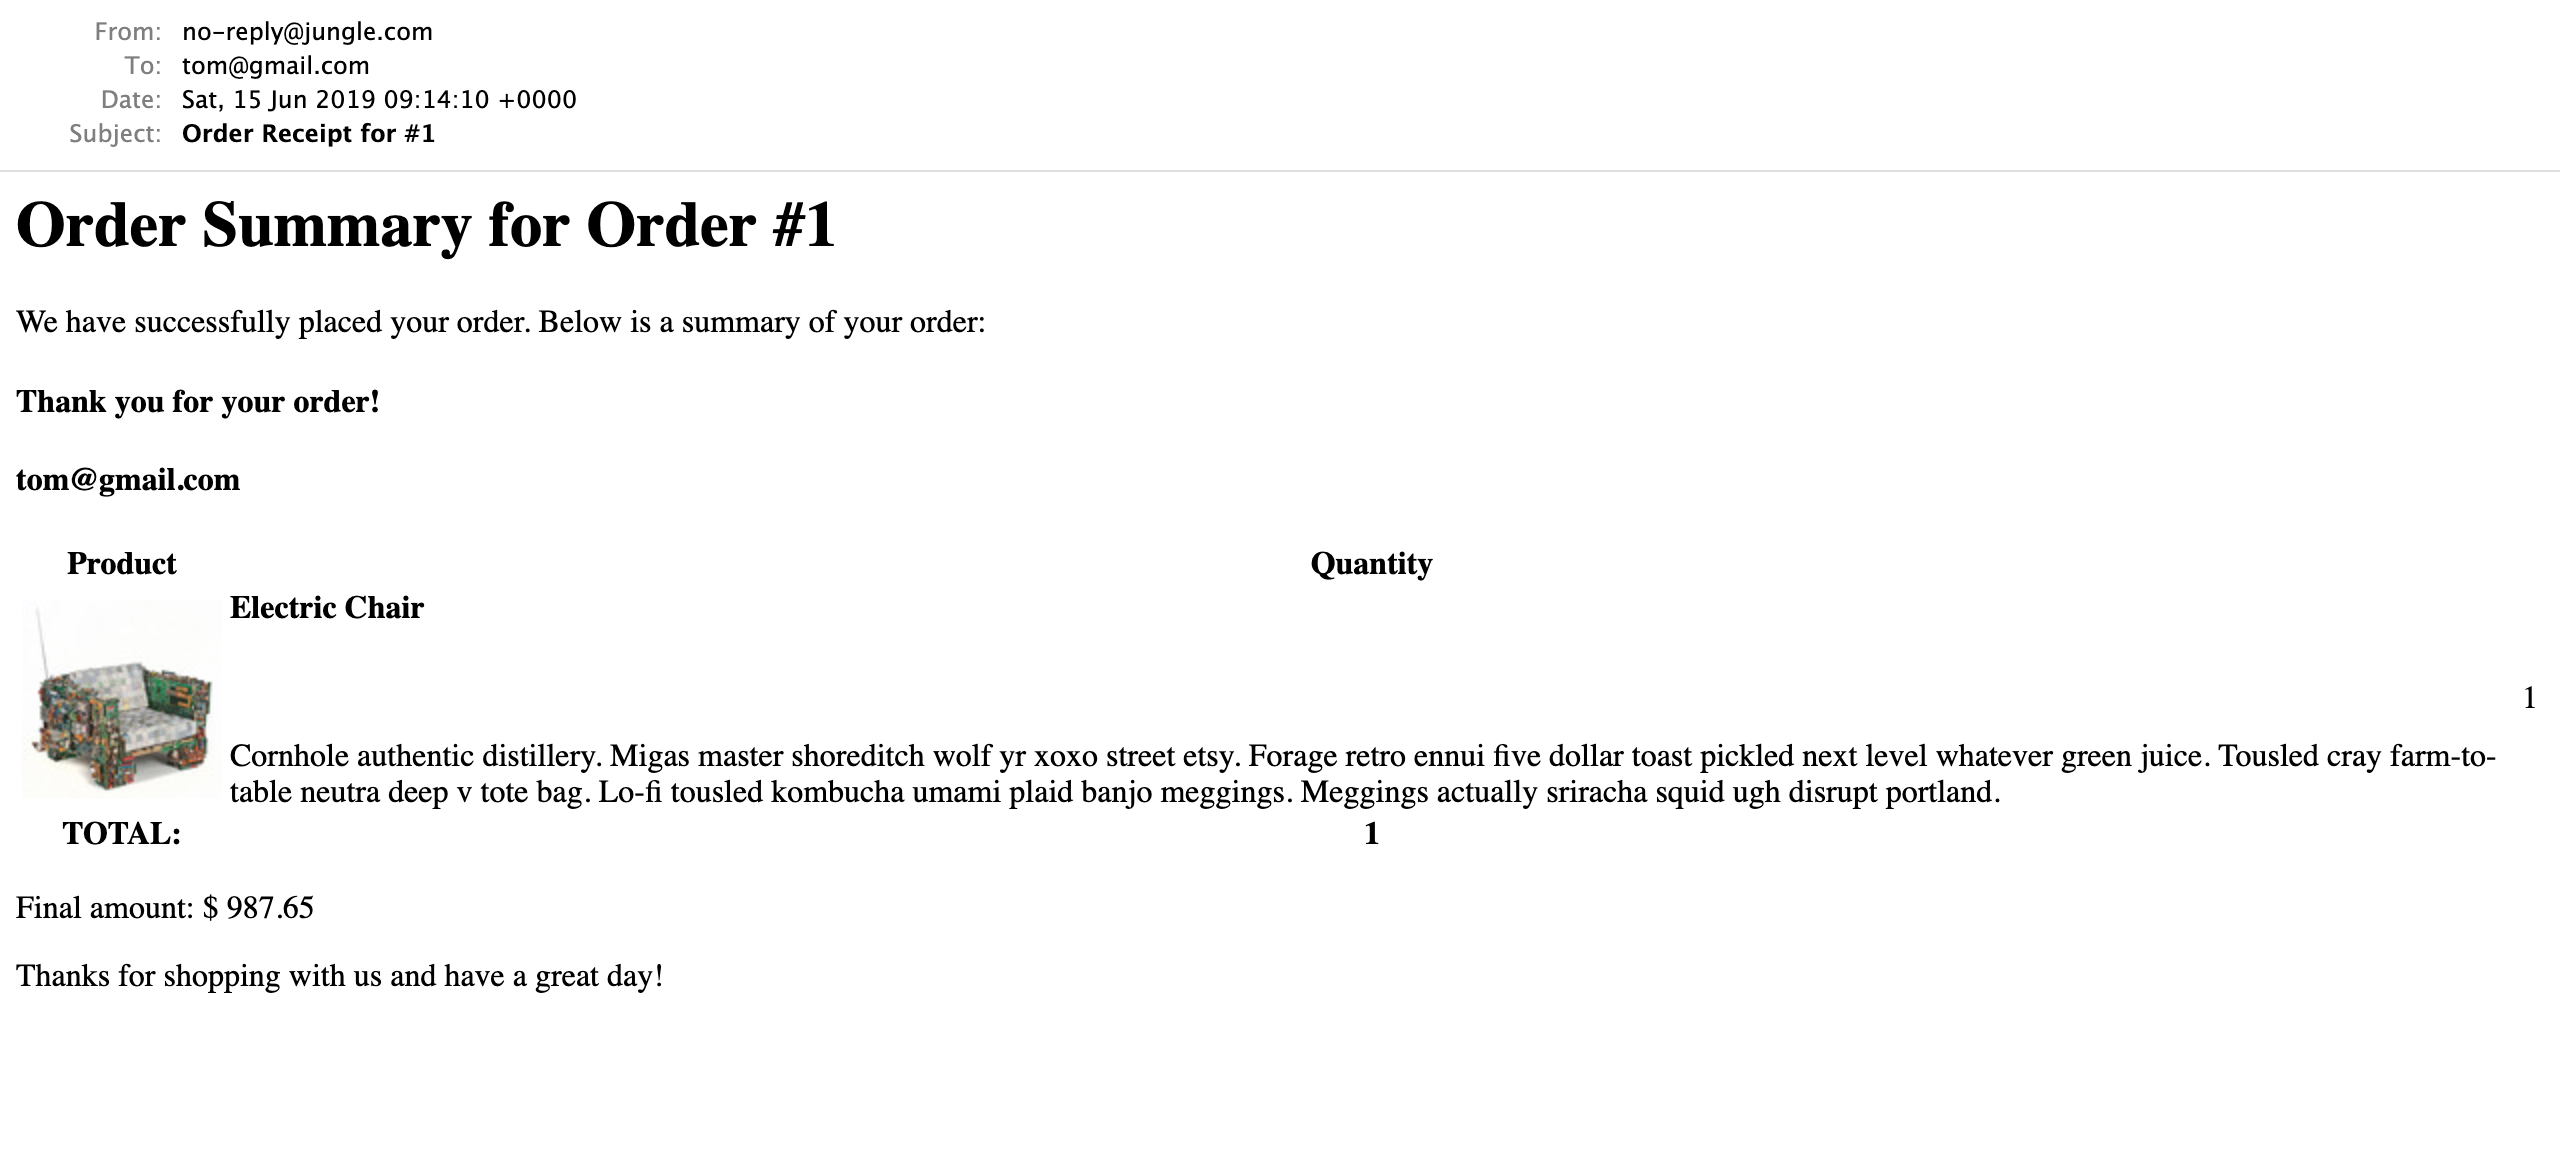 From: no-reply@jungle.com
To: tom@gmail.com
Date: Sat, 15 Jun 2019 09:14:10 +0000
Subject: Order Receipt for #1
Order Summary for Order #1
We have successfully placed your order. Below is a summary of your order:
Thank you for your order!
tom@gmail.com
Product Quantity
Electric Chair
1
Cornhole authentic distillery. Migas master shoreditch wolf yr xoxo street etsy. Forage retro ennui five dollar toast pickled next level whatever green juice. Tousled cray farm-to-
table neutra deep v tote bag. Lo-fi tousled kombucha umami plaid banjo meggings. Meggings actually sriracha squid ugh disrupt portland.
TOTAL: 1
Final amount: $ 987.65
Thanks for shopping with us and have a great day!